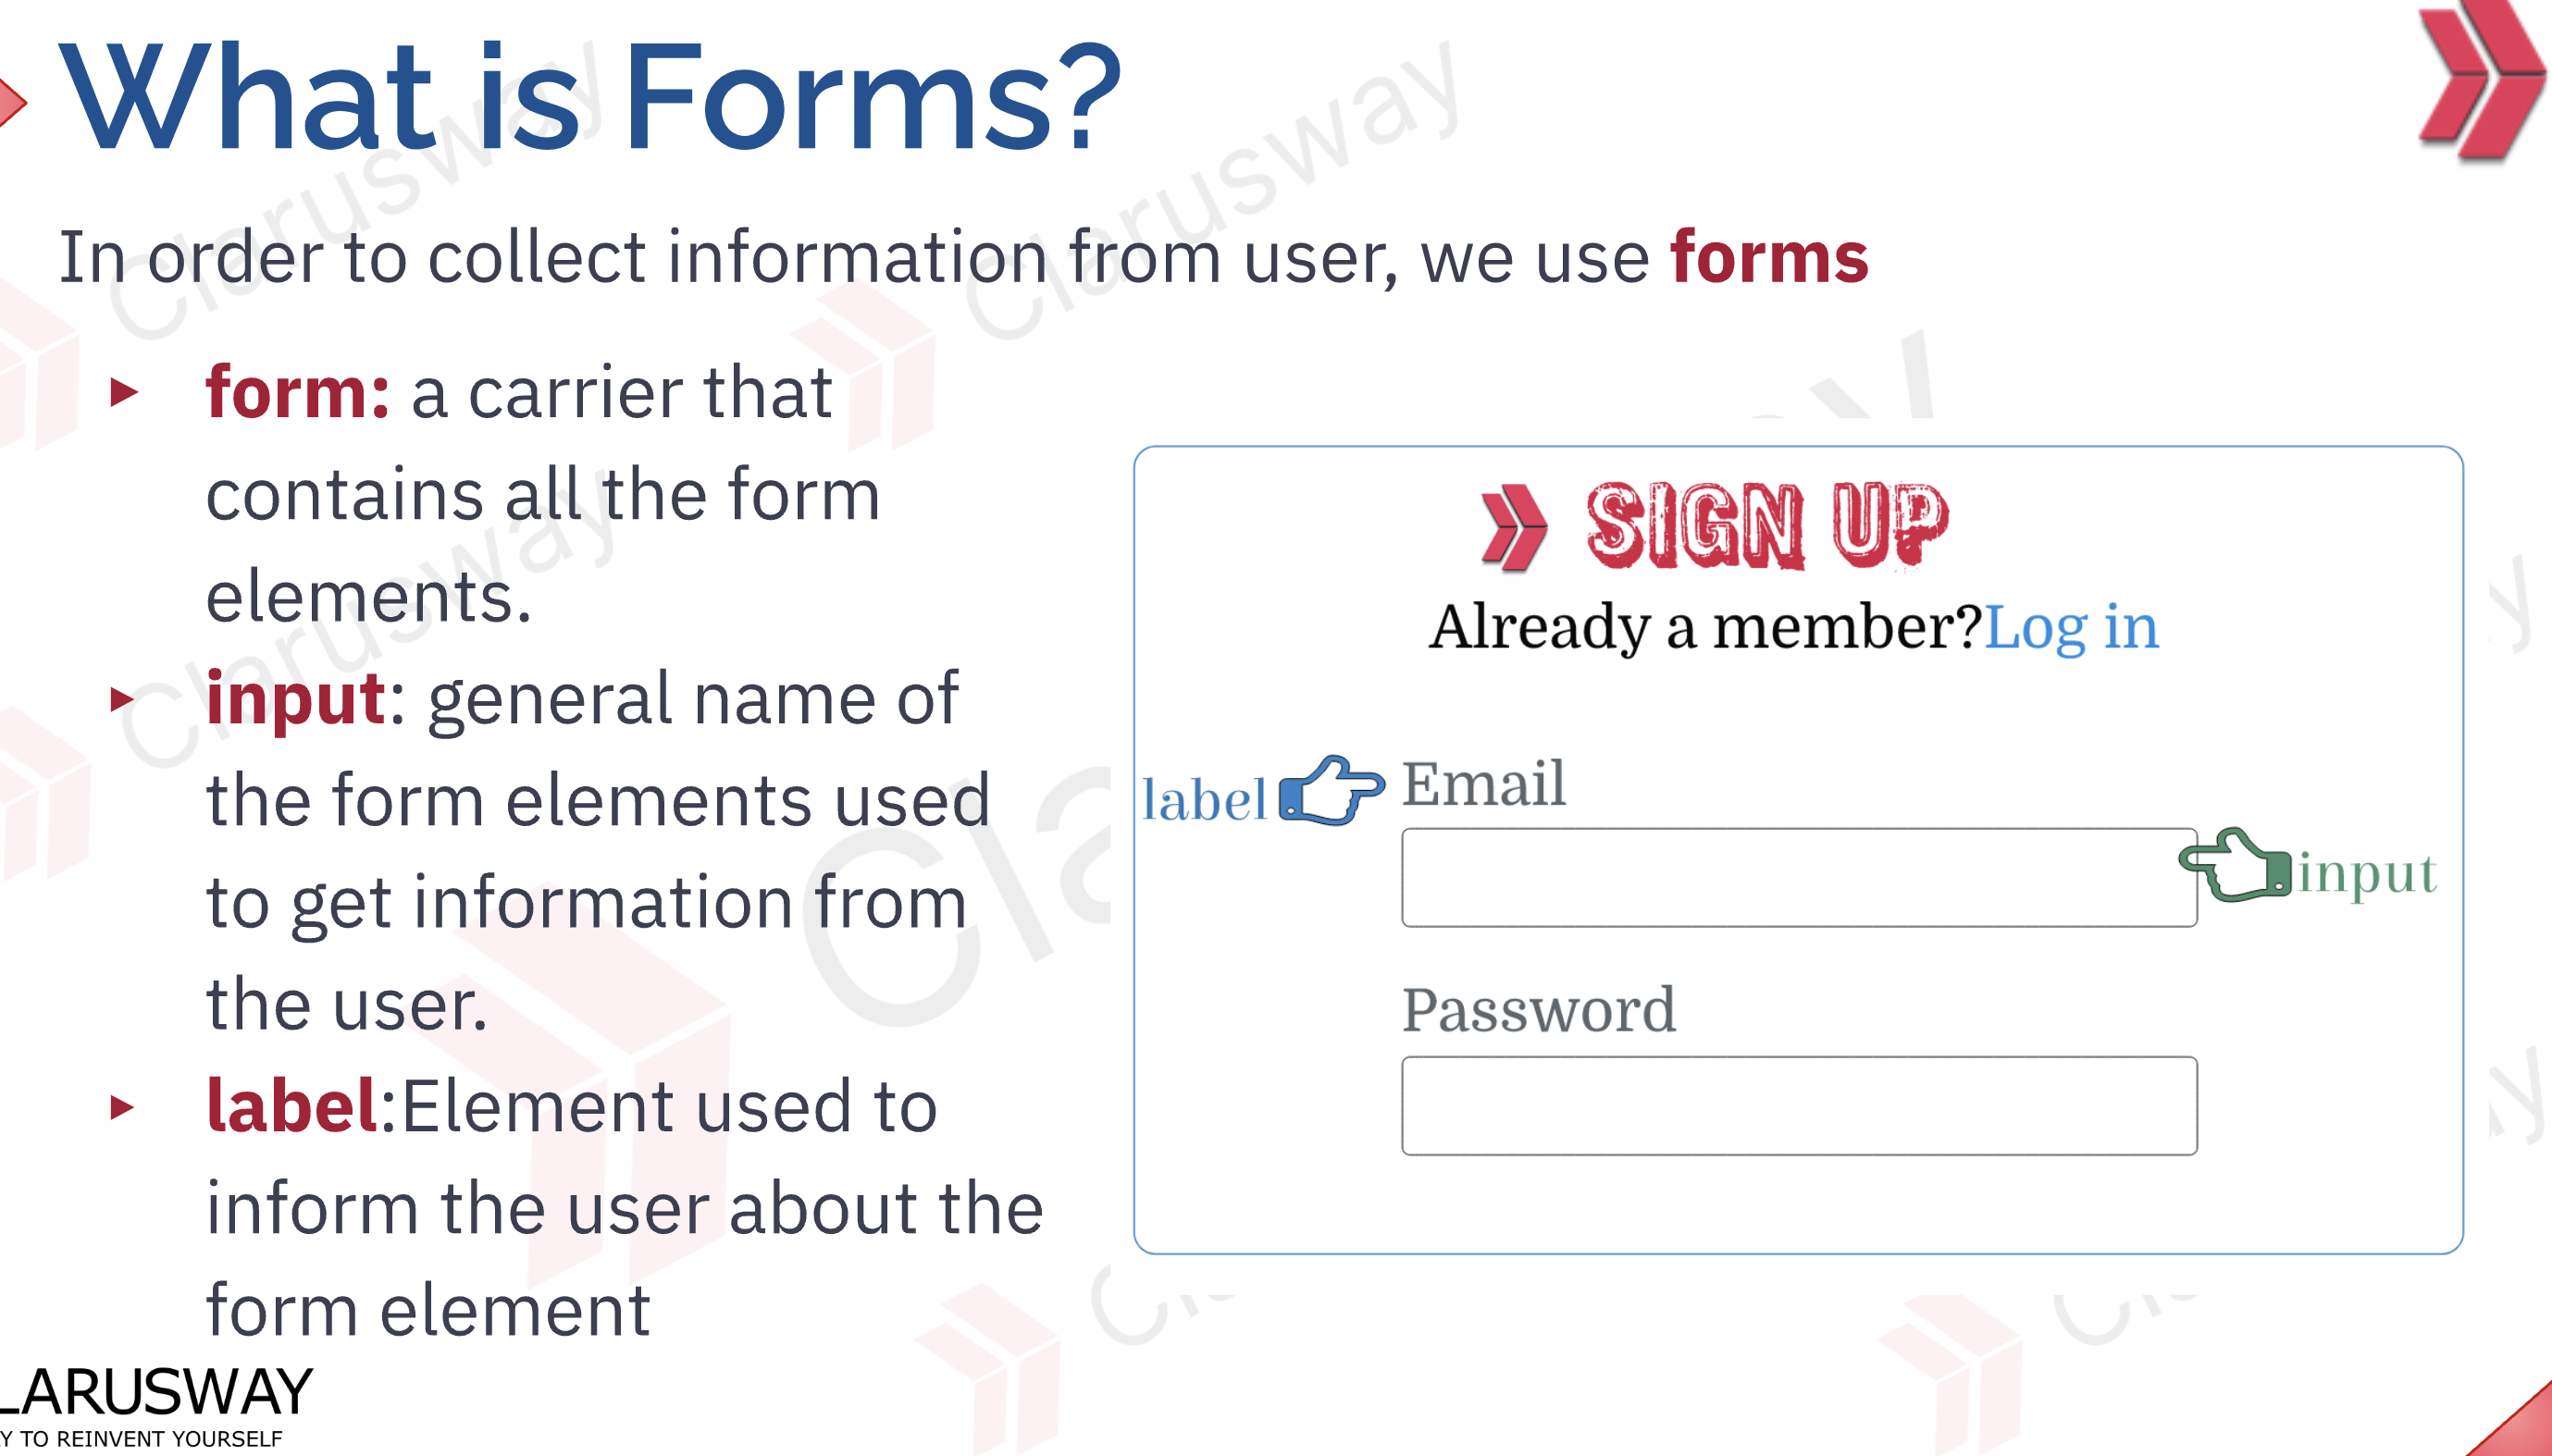 What is Forms?
In order to collect information from user, we use forms
form: a carrier that
contains all the form
elements.
input: general name of
the form elements used
to get information from
the user.
label:Element used to
inform the user about the
form element
SIGN UP
Already a member?Log in
label
Email
input
Password
LARUSWAY
Y TO REINVENT YOURSELF
Clarusway
Clarusway
Clarusway